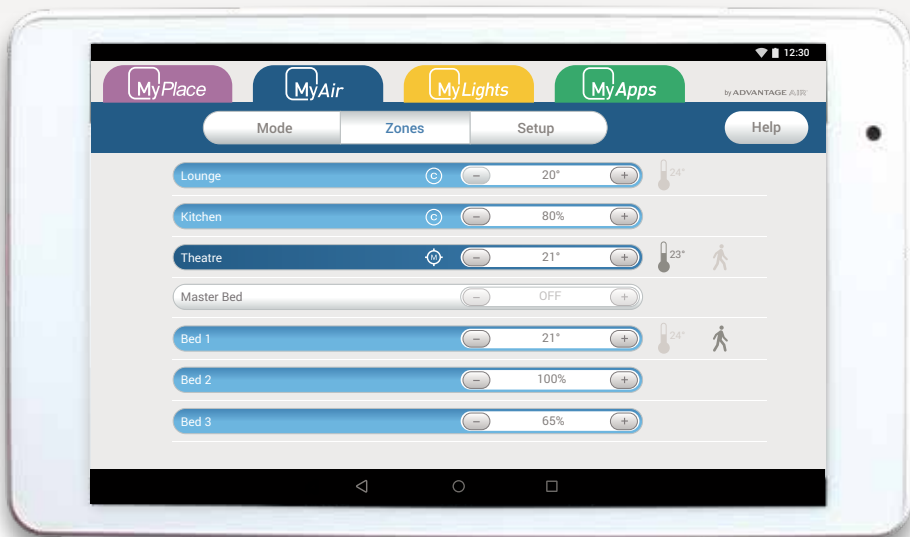 12:30
MyPlace MyAir MyLights MyApps by ADVANTAGE AIR
Mode Zones Setup Help
Lounge C - 20° + 24°
Kitchen C - 80% +
Theatre M - 21° + 23°
Master Bed - OFF +
Bed 1 - 21° + 24°
Bed 2 - 100% +
Bed 3 - 65% +